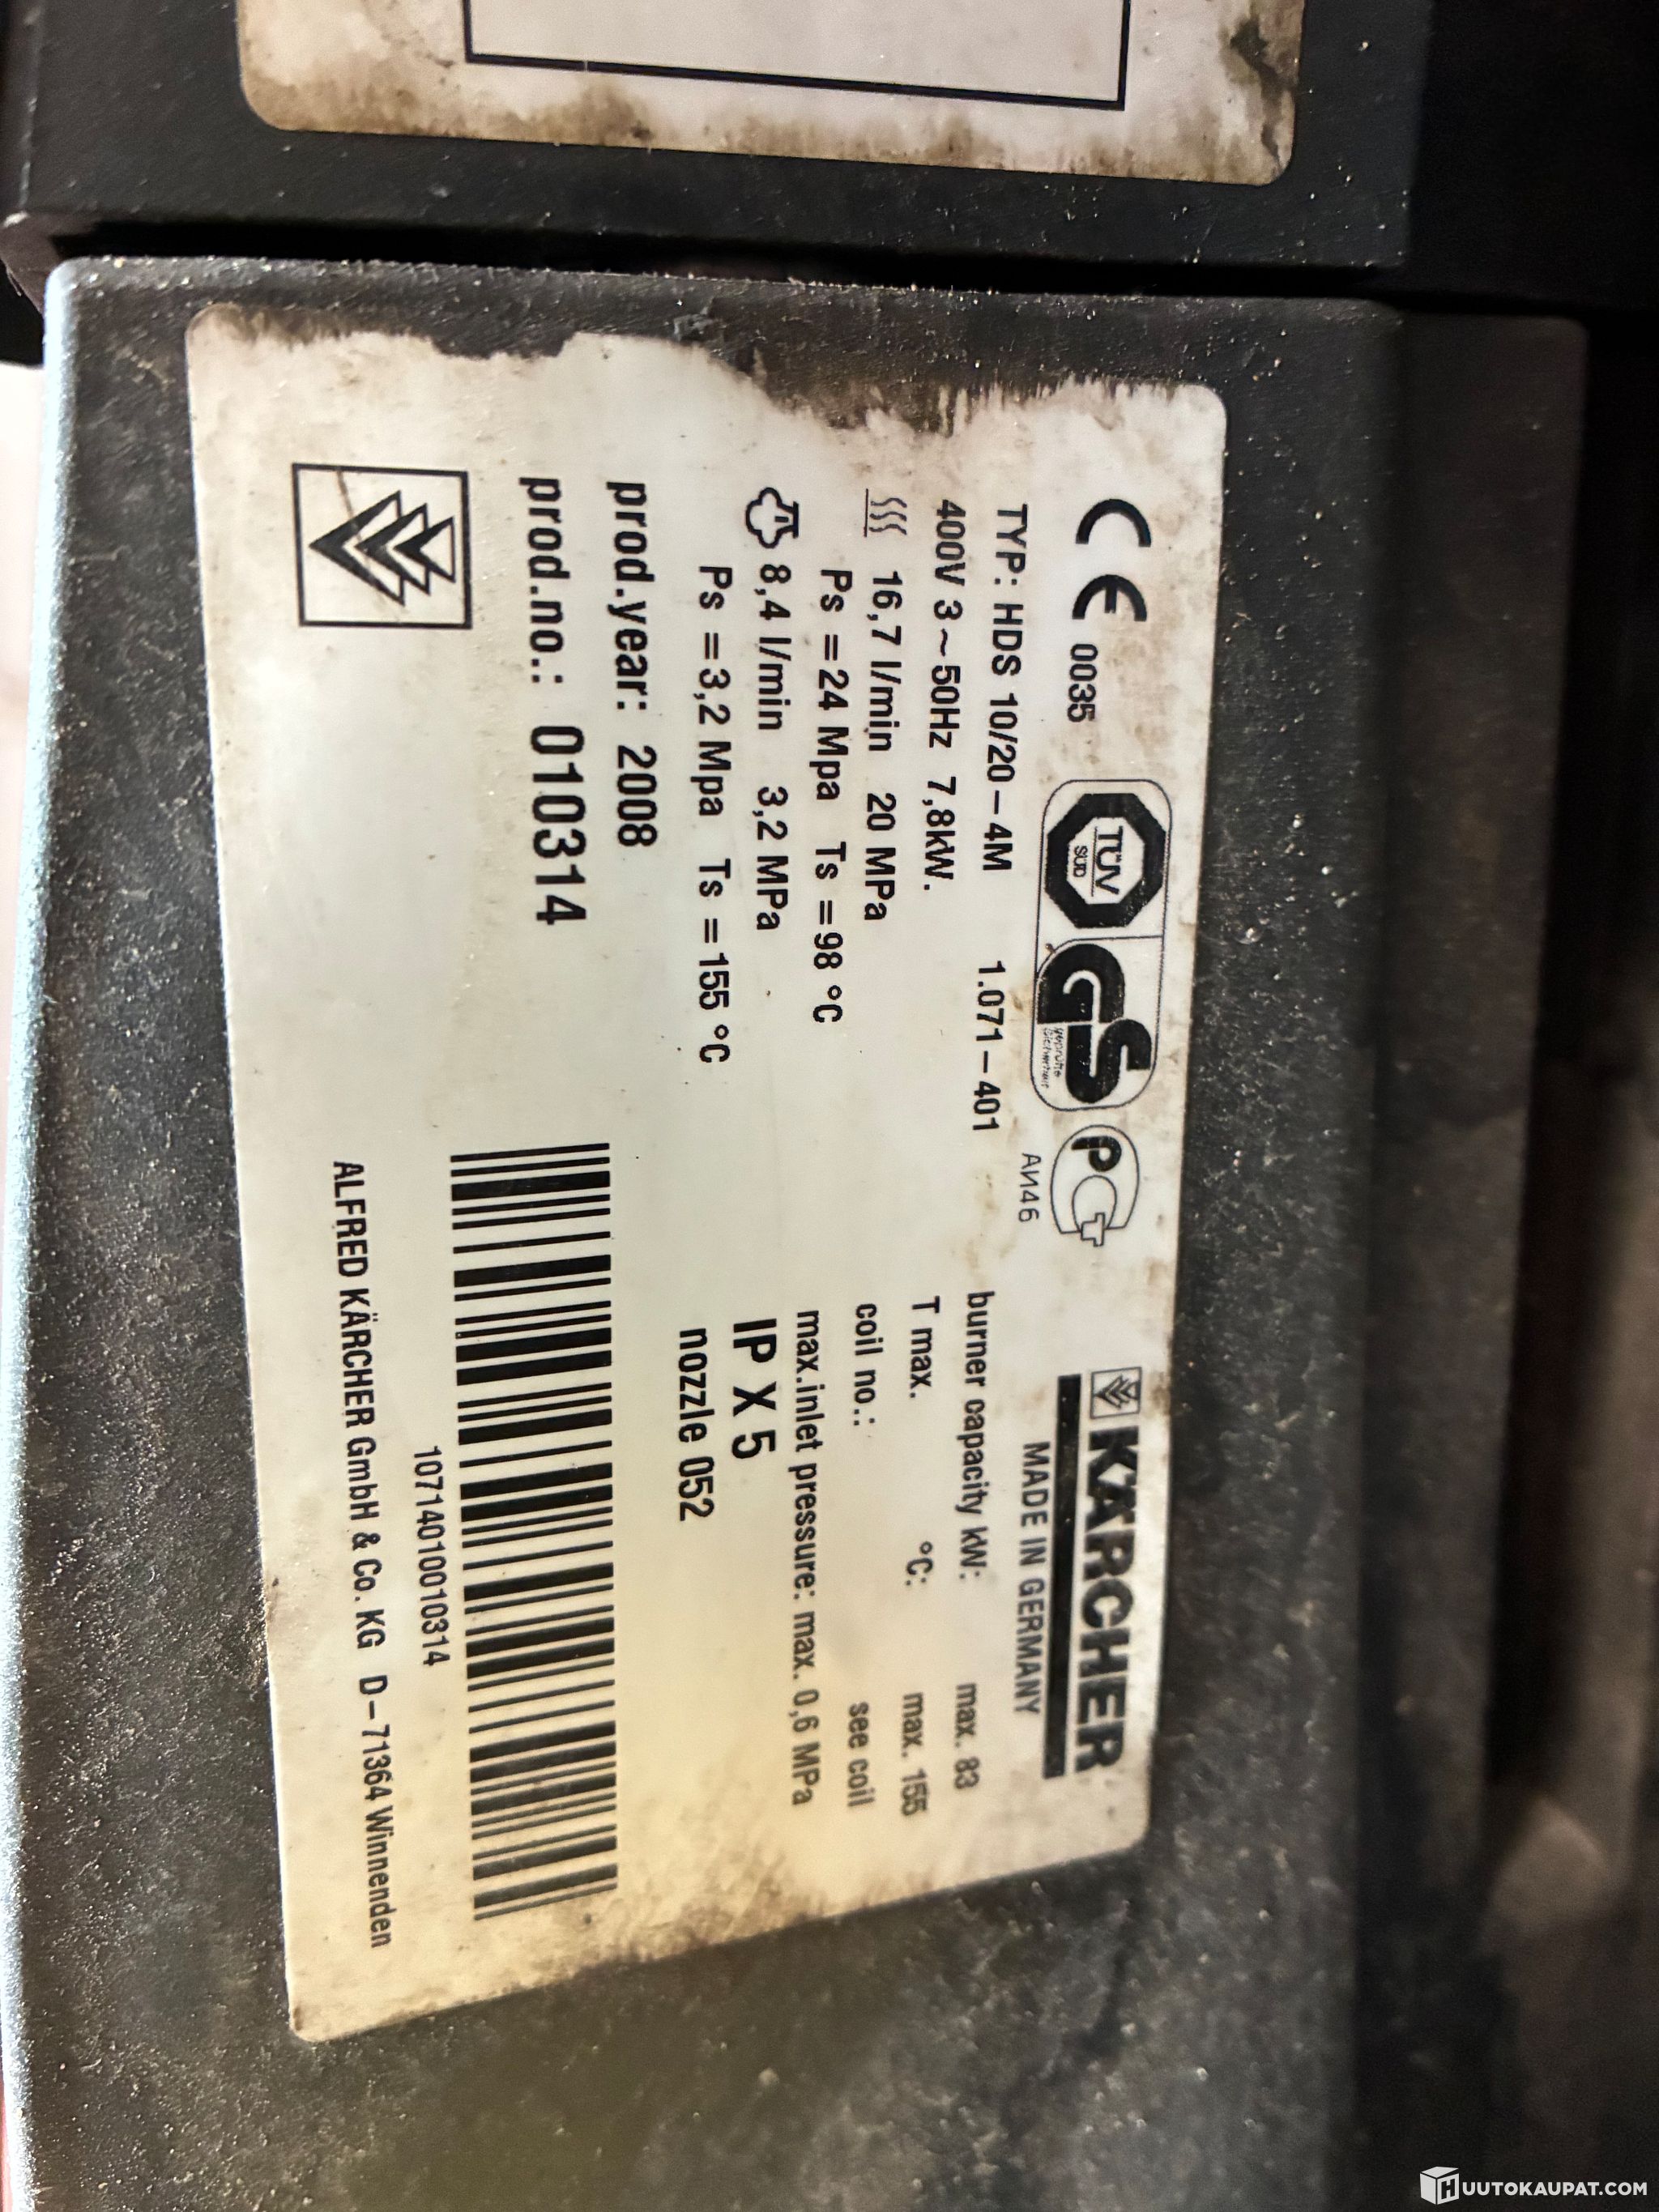 CE 0035
TÜV
SÜD
GS
geprüfte
Sicherheit
PCT
АИ46
KÄRCHER
MADE IN GERMANY
TYP: HDS 10/20-4M 1.071-401
400V 3~50Hz 7,8kW.
16,7 l/min 20 MPa
Ps =24 Mpa Ts =98 °C
8,4 l/min 3,2 MPa
Ps =3,2 Mpa Ts =155 °C
prod.year: 2008
prod.no.: 010314
burner capacity kW: max. 83
T max. °C: max. 155
coil no.: see coil
max.inlet pressure: max. 0,6 MPa
IP X 5
nozzle 052
10714010010314
ALFRED KÄRCHER GmbH & Co. KG D-71364 Winnenden
HUUTOKAUPAT.COM